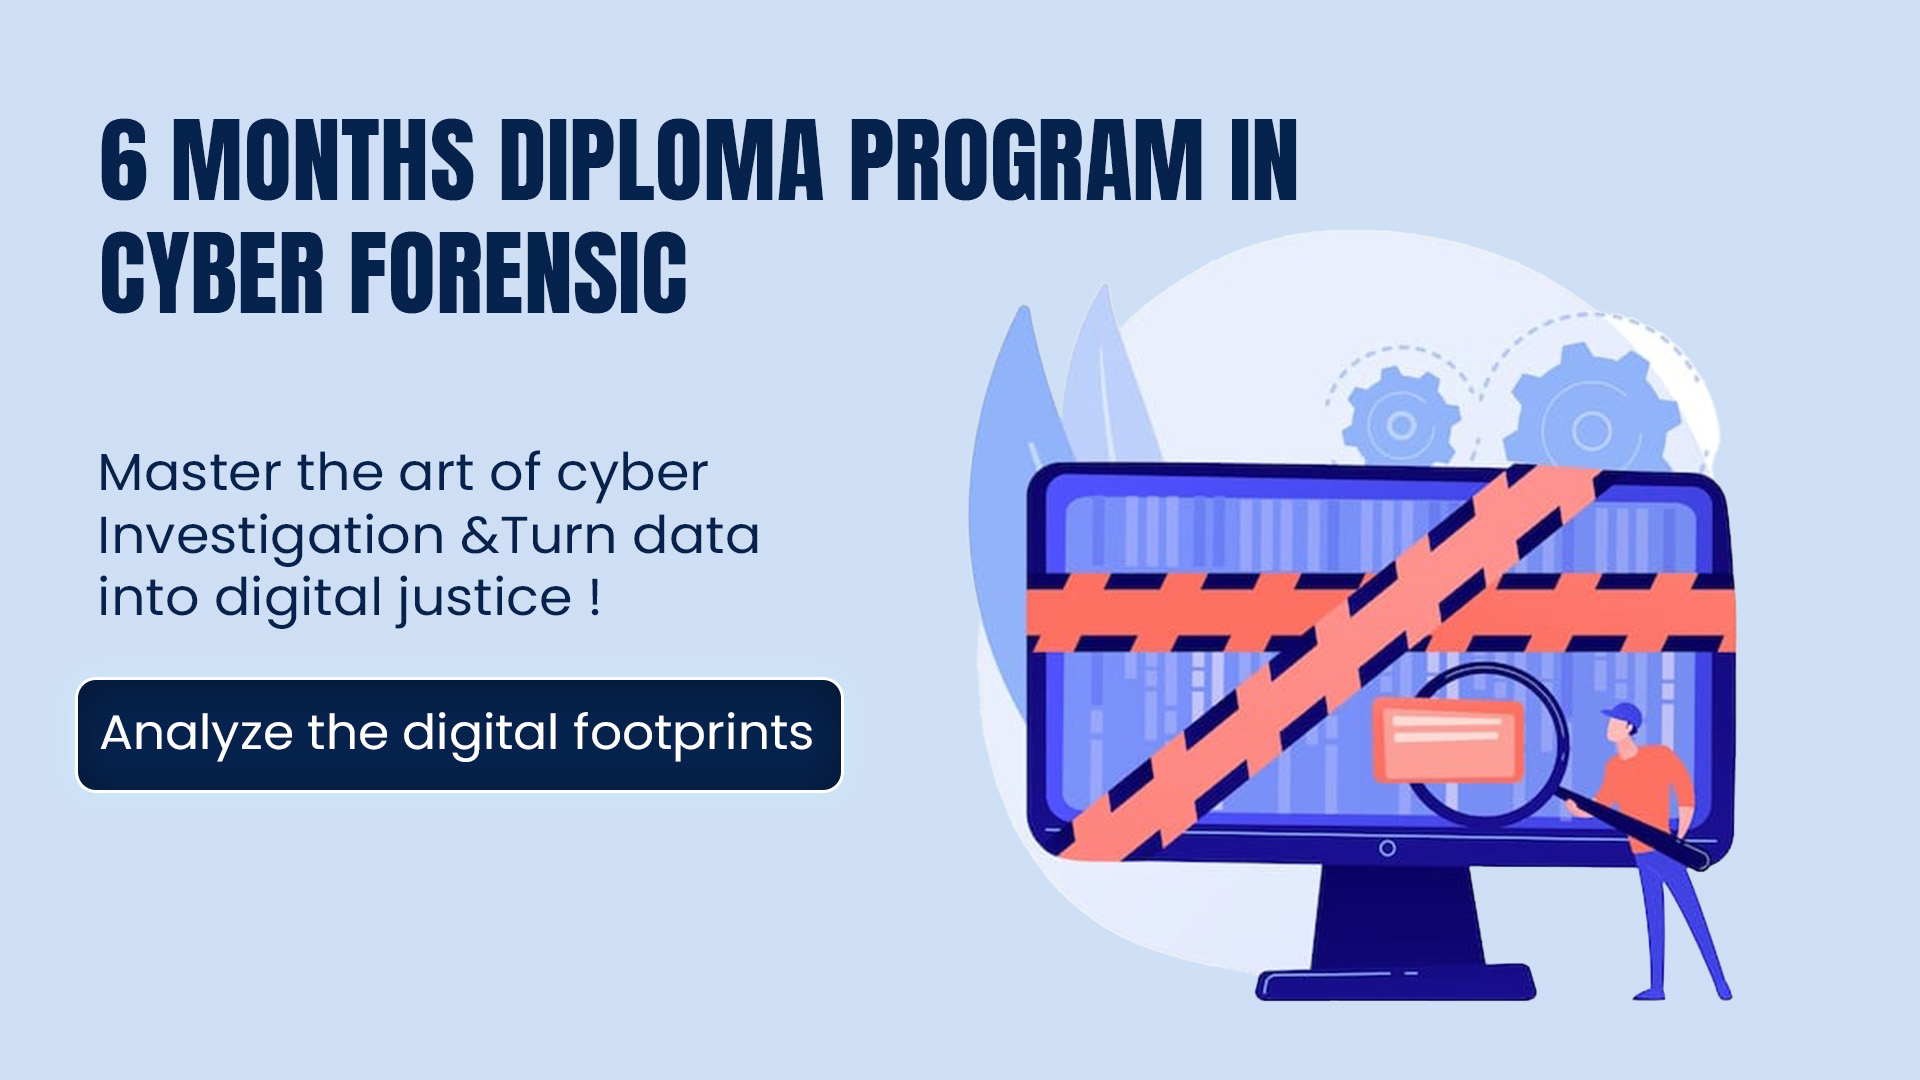 6 MONTHS DIPLOMA PROGRAM IN
CYBER FORENSIC
Master the art of cyber
Investigation &Turn data
into digital justice !
Analyze the digital footprints